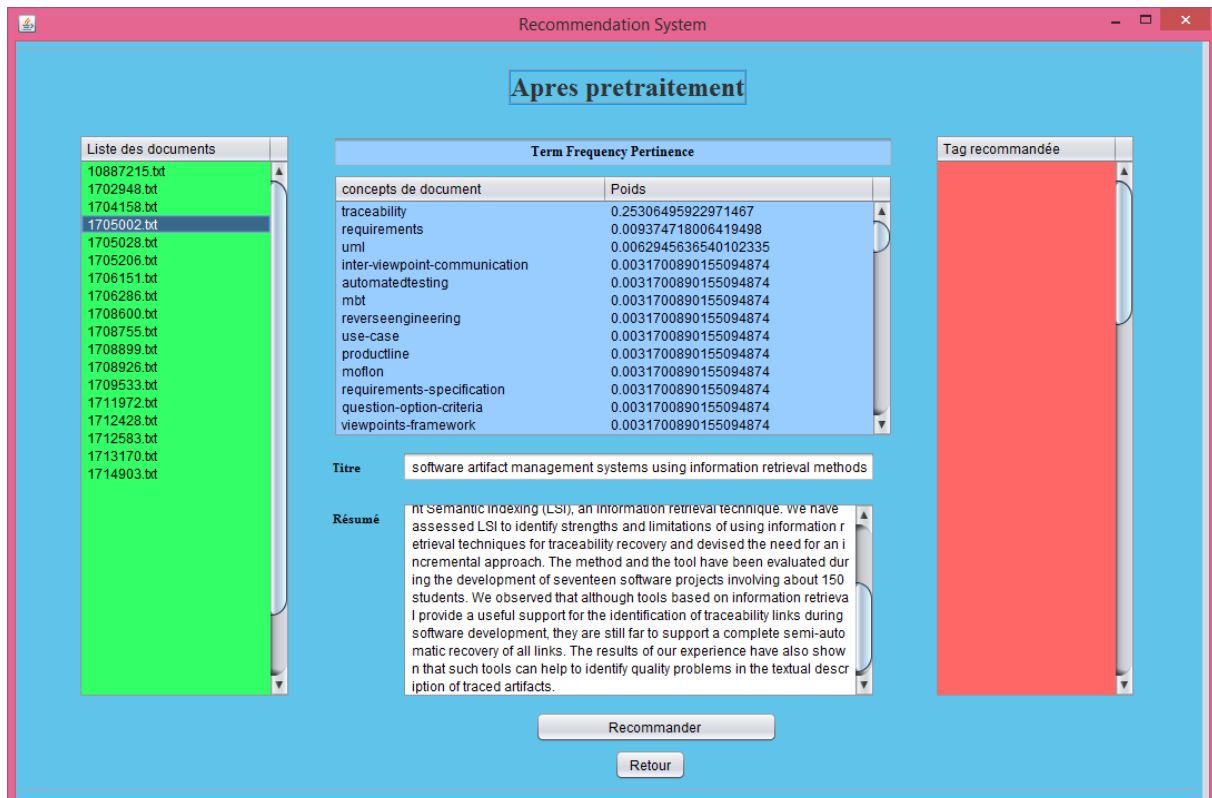 Recommendation System
Apres pretraitement
Liste des documents
10887215.txt
1702948.txt
1704158.txt
1705002.txt
1705028.txt
1705206.txt
1706151.txt
1706286.txt
1708600.txt
1708755.txt
1708899.txt
1708926.txt
1709533.txt
1711972.txt
1712428.txt
1712583.txt
1713170.txt
1714903.txt
Term Frequency Pertinence
concepts de document Poids
traceability 0.25306495922971467
requirements 0.009374718006419498
uml 0.0062945636540102335
inter-viewpoint-communication 0.0031700890155094874
automatedtesting 0.0031700890155094874
mbt 0.0031700890155094874
reverseengineering 0.0031700890155094874
use-case 0.0031700890155094874
productline 0.0031700890155094874
moflon 0.0031700890155094874
requirements-specification 0.0031700890155094874
question-option-criteria 0.0031700890155094874
viewpoints-framework 0.0031700890155094874
Titre software artifact management systems using information retrieval methods
Résumé
nt Semantic Indexing (LSI), an information retrieval technique. We have
assessed LSI to identify strengths and limitations of using information r
etrieval techniques for traceability recovery and devised the need for an i
ncremental approach. The method and the tool have been evaluated dur
ing the development of seventeen software projects involving about 150
students. We observed that although tools based on information retrieva
l provide a useful support for the identification of traceability links during
software development, they are still far to support a complete semi-auto
matic recovery of all links. The results of our experience have also show
n that such tools can help to identify quality problems in the textual descr
iption of traced artifacts.
Tag recommandée
Recommander
Retour